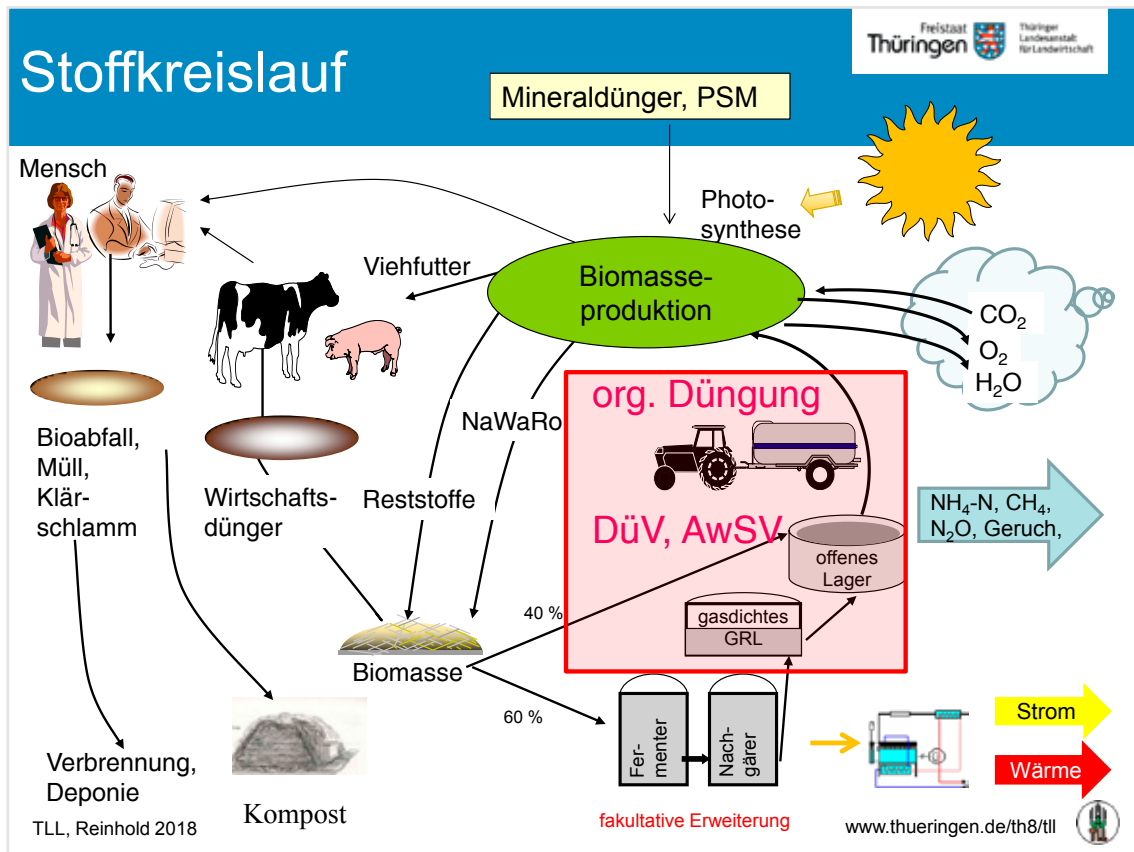 Stoffkreislauf
Freistaat
Thüringen
Thüringer
Landesanstalt
für Landwirtschaft
Mineraldünger, PSM
Mensch
Photo-
synthese
Viehfutter
Biomasse-
produktion
CO₂
O₂
H₂O
org. Düngung
NaWaRo
Bioabfall,
Müll,
Klär-
schlamm
Wirtschafts-
dünger
Reststoffe
DüV, AwSV
NH₄-N, CH₄,
N₂O, Geruch,
offenes
Lager
40 %
gasdichtes
GRL
Biomasse
60 %
Fer-
menter
Nach-
gärer
Strom
Wärme
Verbrennung,
Deponie
Kompost
fakultative Erweiterung
TLL, Reinhold 2018
www.thueringen.de/th8/tll